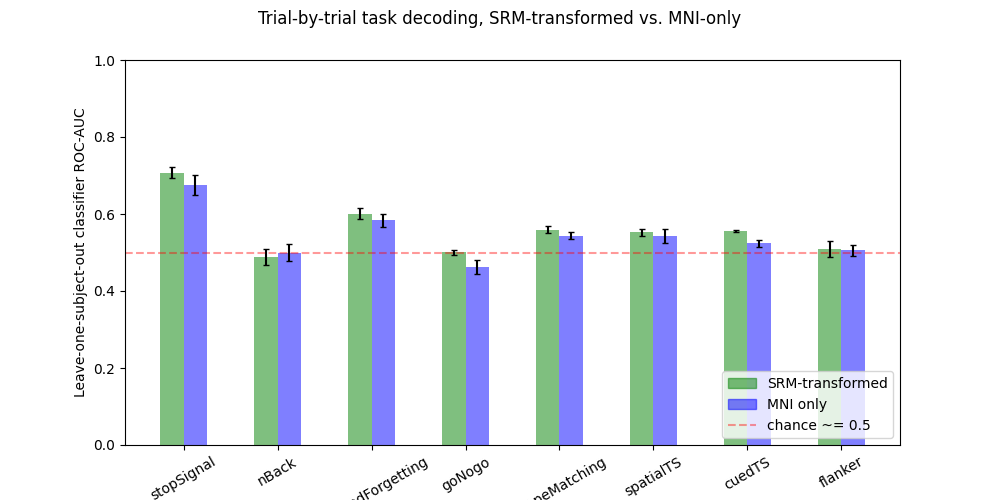 Trial-by-trial task decoding, SRM-transformed vs. MNI-only
Leave-one-subject-out classifier ROC-AUC
1.0
0.8
0.6
0.4
0.2
0.0
SRM-transformed
MNI only
chance ~= 0.5
stopSignal
nBack
dForgetting
goNogo
peMatching
spatialTS
cuedTS
flanker